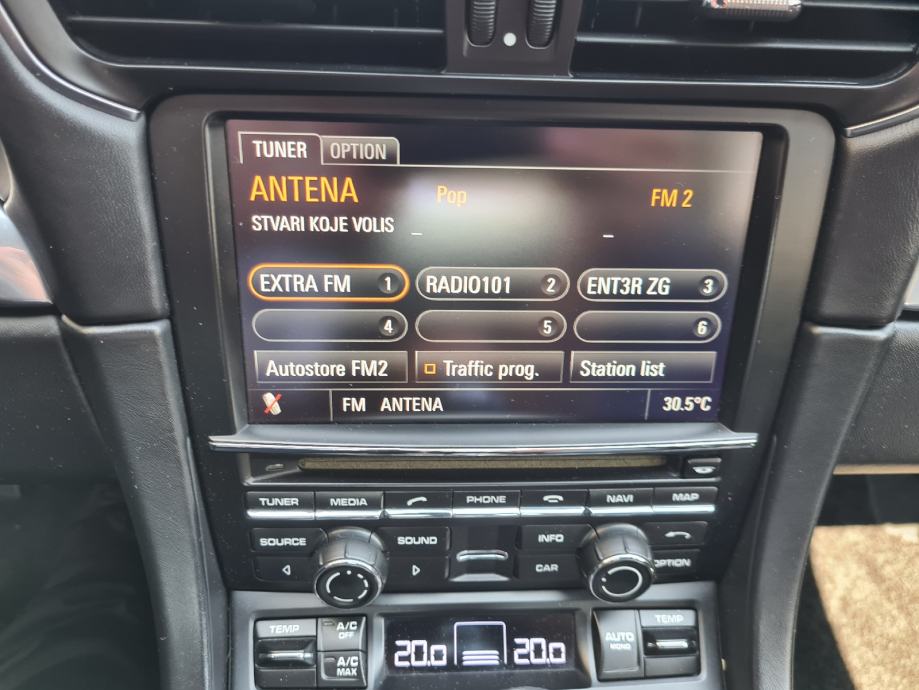 TUNER OPTION
ANTENA Pop FM 2
STVARI KOJE VOLIS _ _
EXTRA FM 1 RADIO101 2 ENT3R ZG 3
4 5 6
Autostore FM2 Traffic prog. Station list
FM ANTENA 30.5°C
TUNER MEDIA PHONE NAVI MAP
SOURCE SOUND INFO
CAR OPTION
TEMP A/C OFF 20.0 20.0 AUTO MONO TEMP
A/C MAX